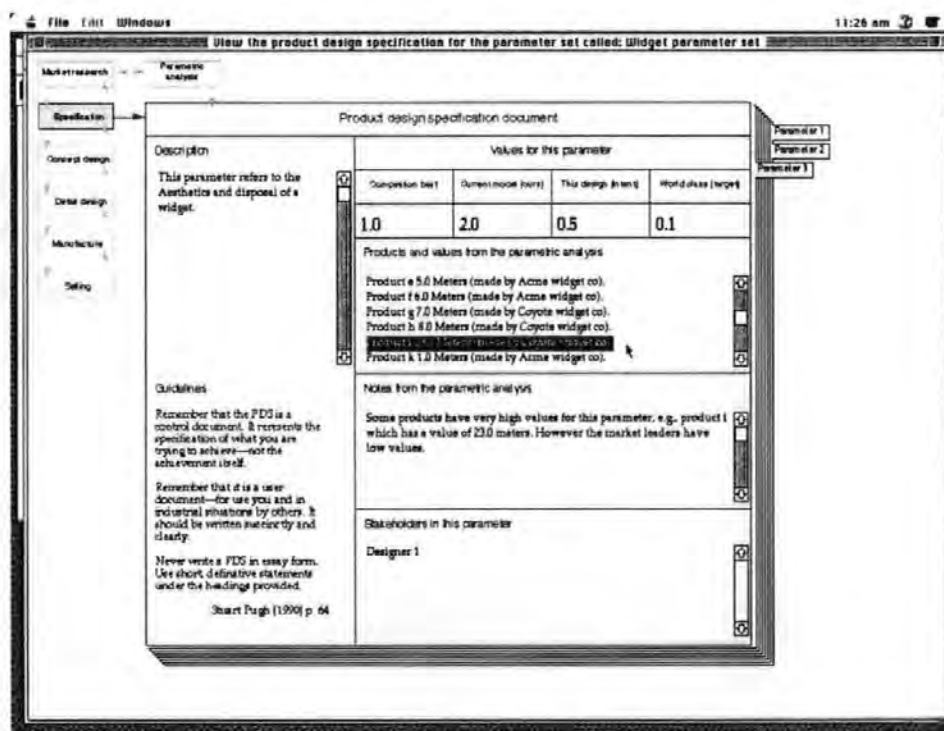 File Edit Windows 11:26 am
View the product design specification for the parameter set called: Widget parameter set
Market research
Parametric
analysis
Specification
Concept design
Detail design
Manufacture
Selling
Product design specification document
Parameter 1
Parameter 2
Parameter 3
Description
This parameter refers to the
Aesthetics and disposal of a
widget.
Values for this parameter
Competition best Current model (ours) This design (intent) World class (target)
1.0 2.0 0.5 0.1
Products and values from the parametric analysis
Product e 5.0 Meters (made by Acme widget co).
Product f 6.0 Meters (made by Acme widget co).
Product g 7.0 Meters (made by Coyote widget co).
Product h 8.0 Meters (made by Coyote widget co).
Product k 1.0 Meters (made by Acme widget co).
Guidelines
Remember that the PDS is a
control document. It represents the
specification of what you are
trying to achieve—not the
achievement itself.
Remember that it is a user
document—for use you and in
industrial situations by others. It
should be written succinctly and
clearly.
Never write a PDS in essay form.
Use short, definitive statements
under the headings provided.
Stuart Pugh (1990) p. 64
Notes from the parametric analysis
Some products have very high values for this parameter, e.g., product i
which has a value of 23.0 meters. However the market leaders have
low values.
Stakeholders in this parameter
Designer 1